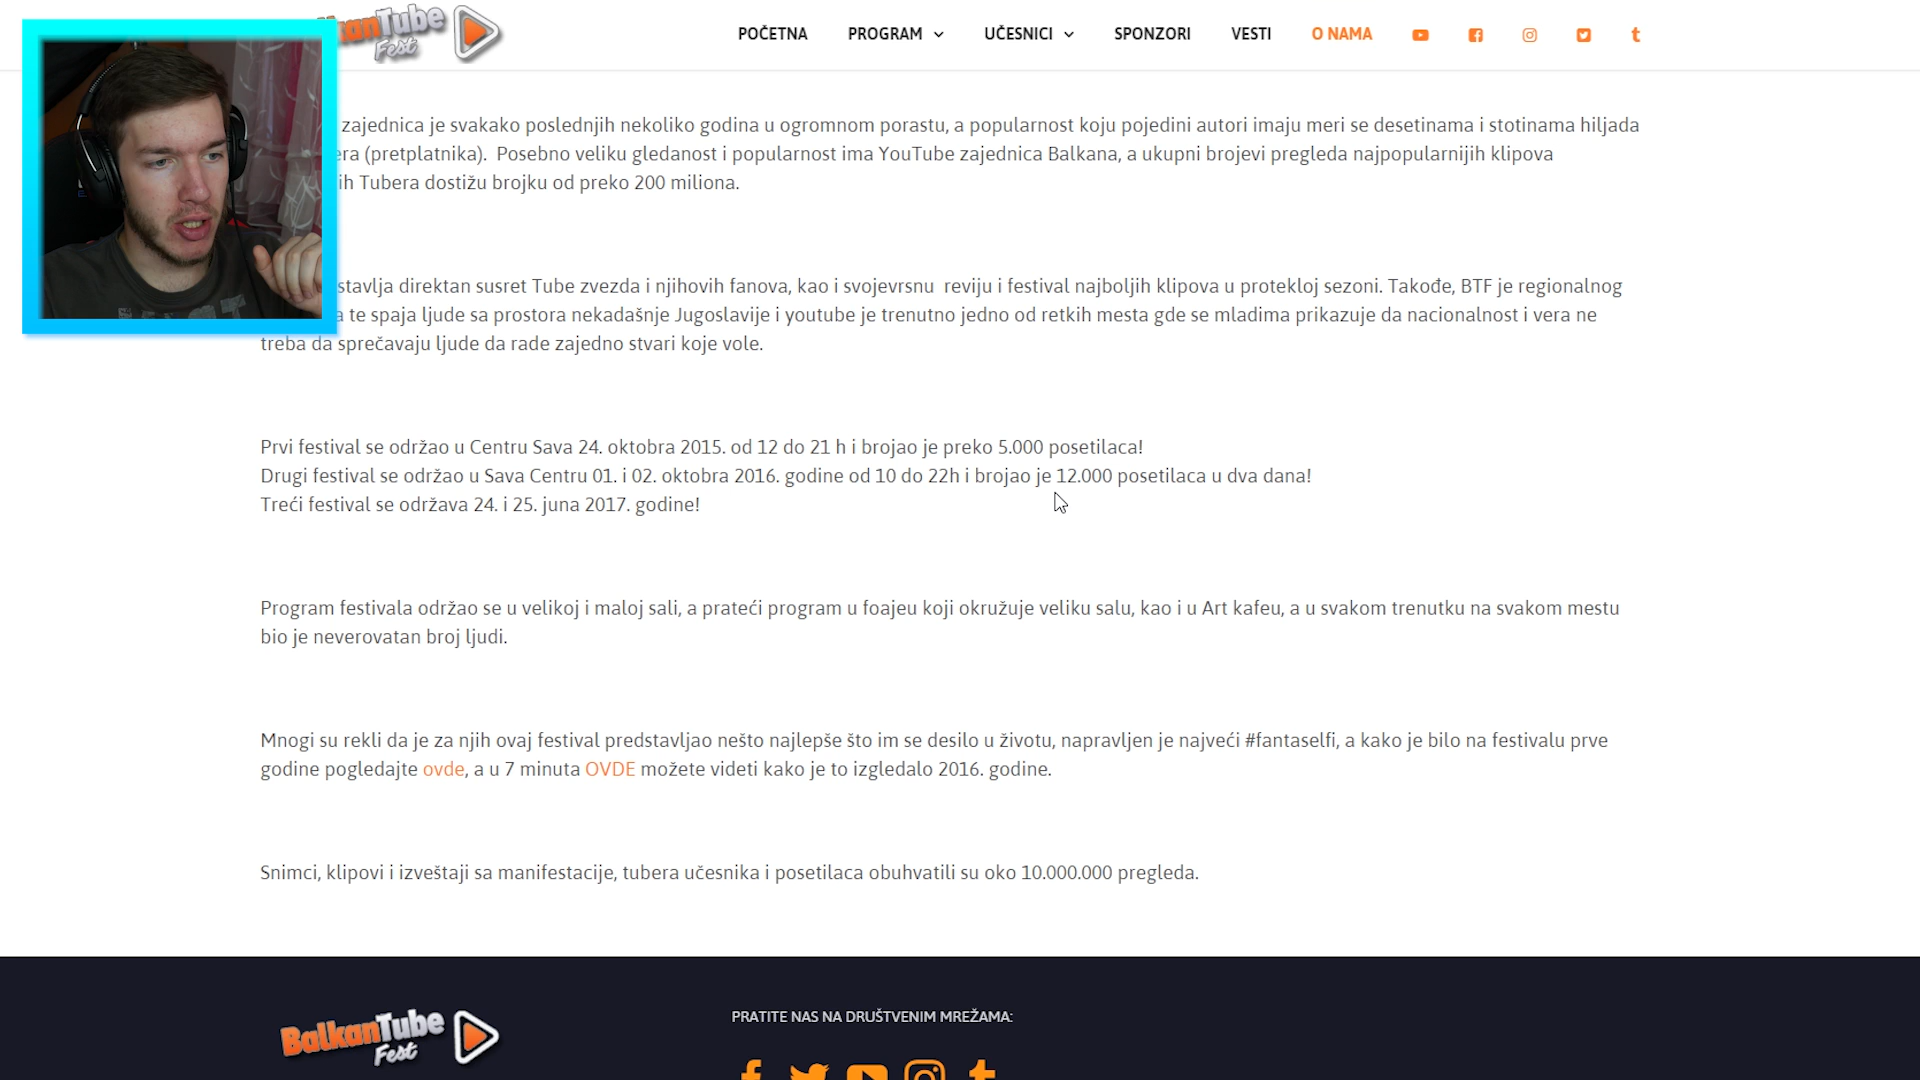 Tube
Fest
POČETNA PROGRAM UČESNICI SPONZORI VESTI O NAMA
zajednica je svakako poslednjih nekoliko godina u ogromnom porastu, a popularnost koju pojedini autori imaju meri se desetinama i stotinama hiljada
(pretplatnika). Posebno veliku gledanost i popularnost ima YouTube zajednica Balkana, a ukupni brojevi pregleda najpopularnijih klipova
Tubera dostižu brojku od preko 200 miliona.
direktan susret Tube zvezda i njihovih fanova, kao i svojevrsnu reviju i festival najboljih klipova u protekloj sezoni. Takođe, BTF je regionalnog
te spaja ljude sa prostora nekadašnje Jugoslavije i youtube je trenutno jedno od retkih mesta gde se mladima prikazuje da nacionalnost i vera ne
treba da sprečavaju ljude da rade zajedno stvari koje vole.
Prvi festival se održao u Centru Sava 24. oktobra 2015. od 12 do 21 h i brojao je preko 5.000 posetilaca!
Drugi festival se održao u Sava Centru 01. i 02. oktobra 2016. godine od 10 do 22h i brojao je 12.000 posetilaca u dva dana!
Treći festival se održava 24. i 25. juna 2017. godine!
Program festivala održao se u velikoj i maloj sali, a prateći program u foajeu koji okružuje veliku salu, kao i u Art kafeu, a u svakom trenutku na svakom mestu
bio je neverovatan broj ljudi.
Mnogi su rekli da je za njih ovaj festival predstavljao nešto najlepše što im se desilo u životu, napravljen je najveći #fantaselfi, a kako je bilo na festivalu prve
godine pogledajte ovde, a u 7 minuta OVDE možete videti kako je to izgledalo 2016. godine.
Snimci, klipovi i izveštaji sa manifestacije, tubera učesnika i posetilaca obuhvatili su oko 10.000.000 pregleda.
BalkanTube
Fest
PRATITE NAS NA DRUŠTVENIM MREŽAMA: